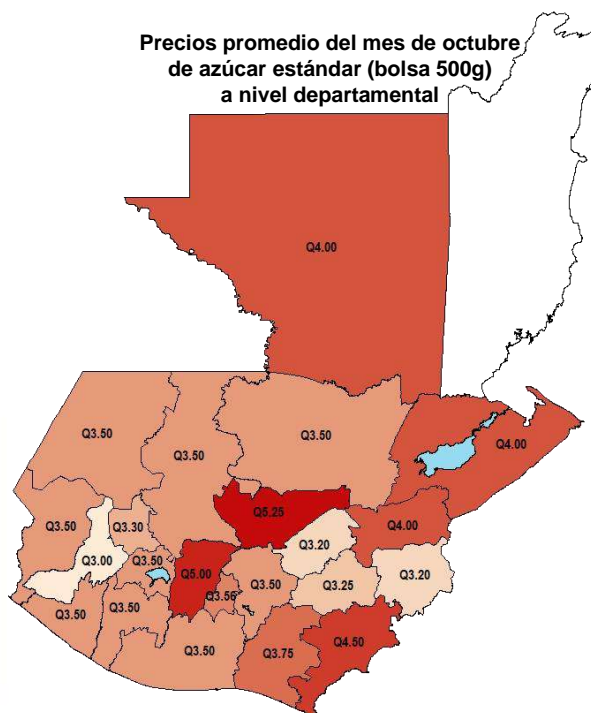 Precios promedio del mes de octubre
de azúcar estándar (bolsa 500g)
a nivel departamental
Q4.00
Q3.50
Q3.50
Q3.50
Q4.00
Q3.50
Q3.30
Q5.25
Q4.00
Q3.00
Q3.50
Q5.00
Q3.20
Q3.20
Q3.50
Q3.50
Q3.55
Q3.50
Q3.25
Q3.50
Q3.75
Q4.50